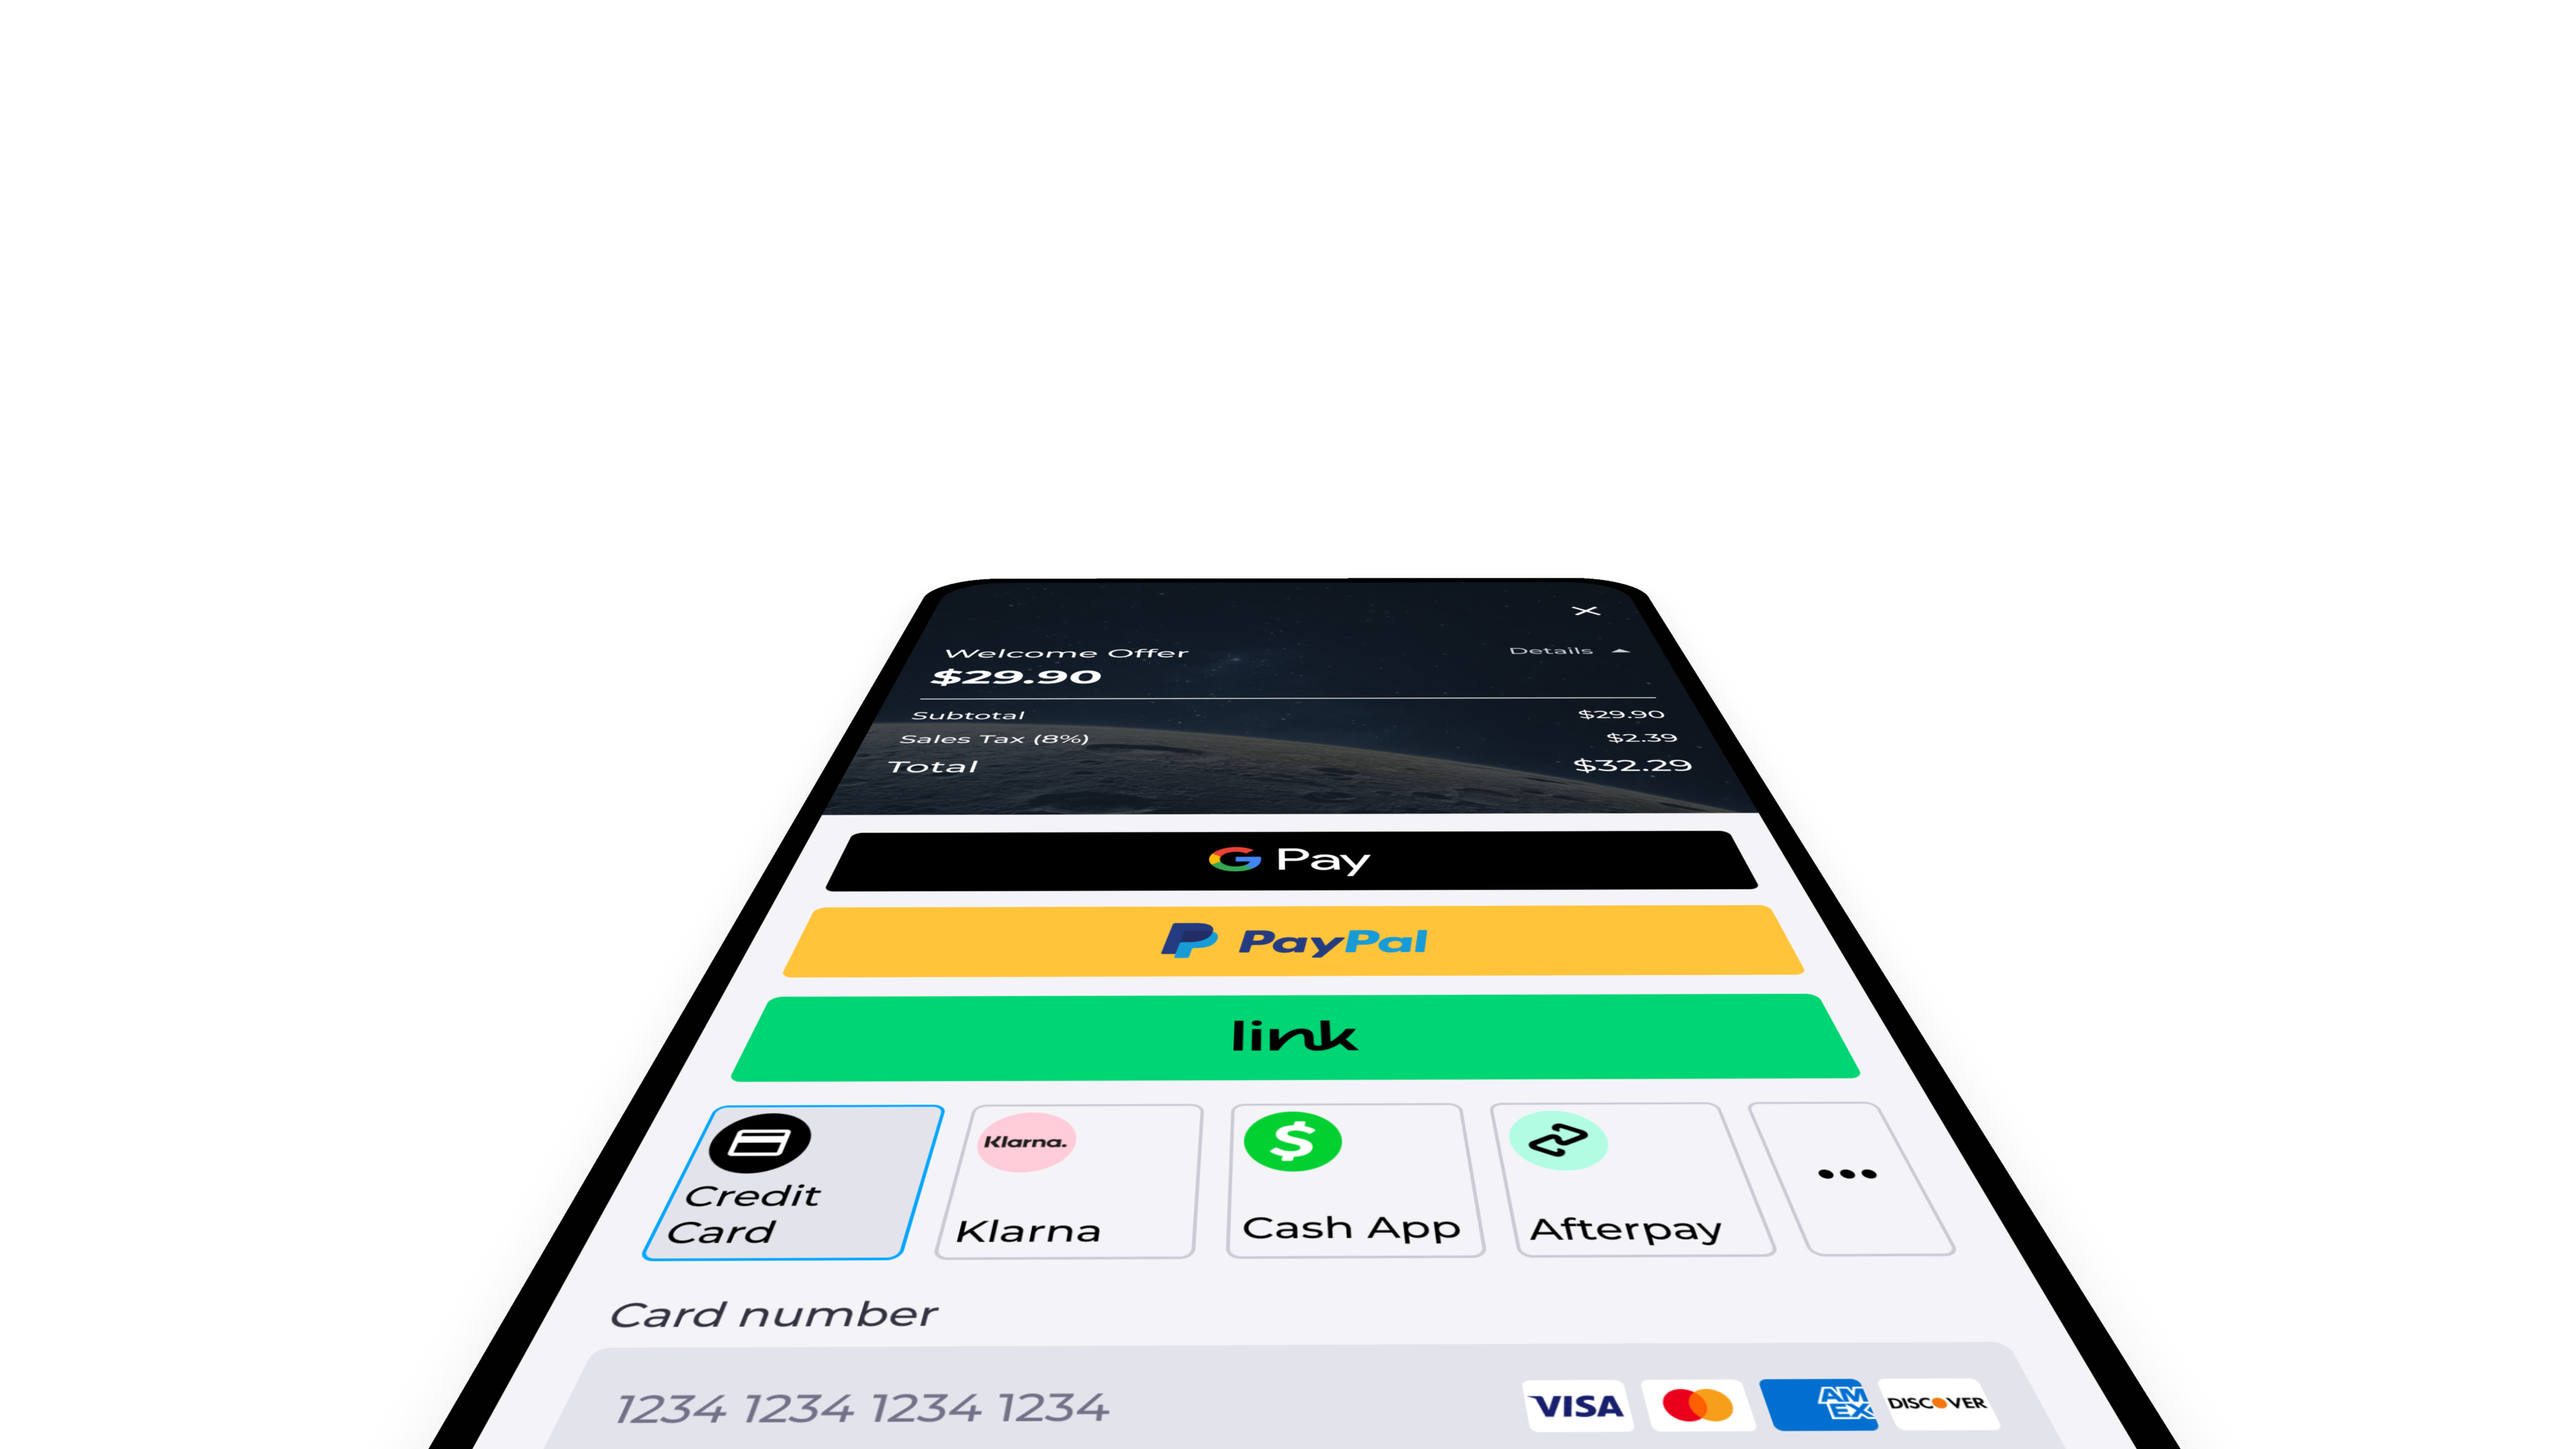 Welcome Offer
Details
$29.90
Subtotal $29.90
Sales Tax (8%) $2.39
Total $32.29
G Pay
PayPal
link
Klarna.
$
Credit
Card
Klarna
Cash App
Afterpay
Card number
1234 1234 1234 1234
VISA
AM
EX
DISCOVER